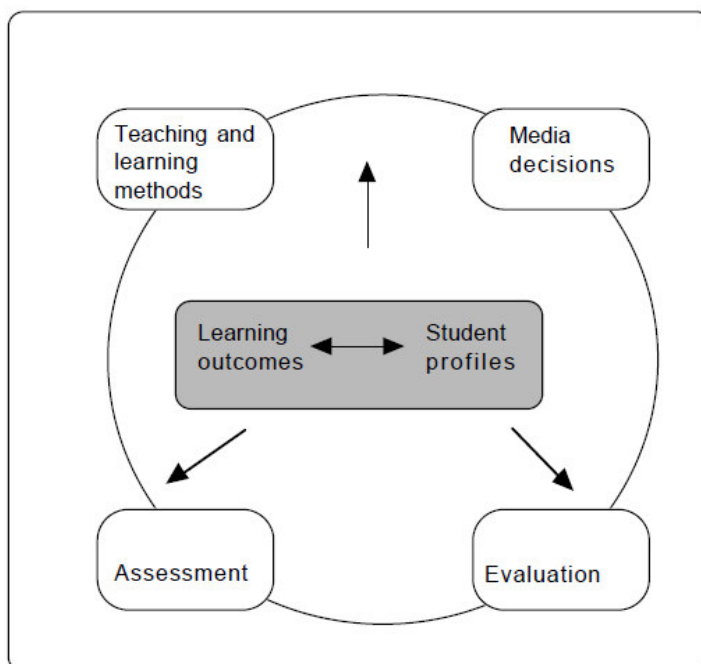 Teaching and
learning
methods
Media
decisions
Learning
outcomes
Student
profiles
Assessment
Evaluation